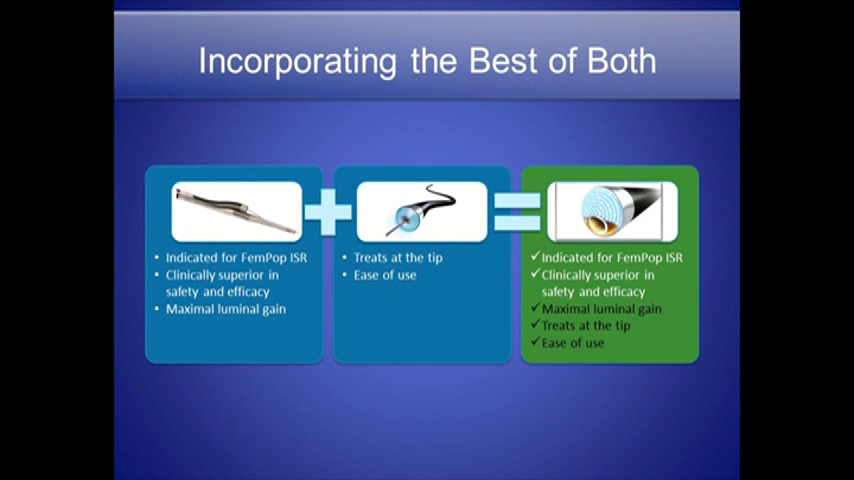 Incorporating the Best of Both
• Indicated for FemPop ISR
• Clinically superior in
safety and efficacy
• Maximal luminal gain
+
• Treats at the tip
• Ease of use
=
✓Indicated for FemPop ISR
✓Clinically superior in
safety and efficacy
✓Maximal luminal gain
✓Treats at the tip
✓Ease of use